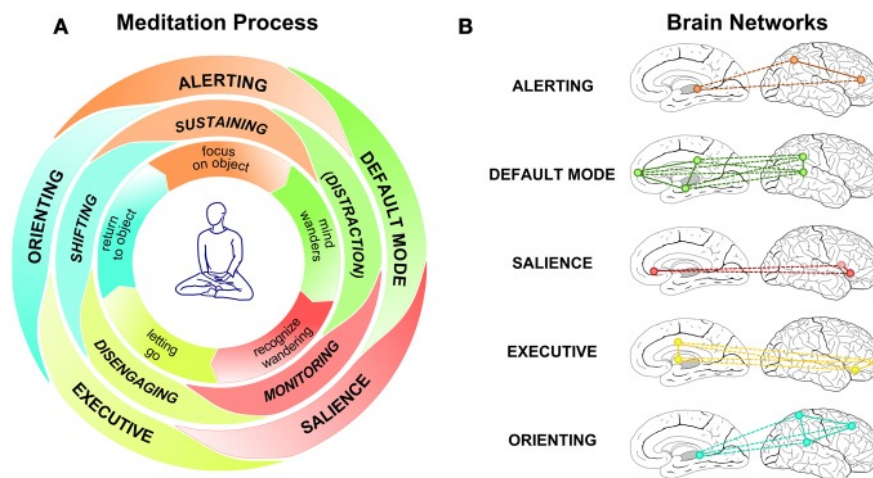 A
Meditation Process
ALERTING
SUSTAINING
focus
on object
DEFAULT MODE
(DISTRACTION)
mind
wanders
SALIENCE
MONITORING
recognize
wandering
EXECUTIVE
DISENGAGING
letting
go
ORIENTING
SHIFTING
return
to object
B
Brain Networks
ALERTING
DEFAULT MODE
SALIENCE
EXECUTIVE
ORIENTING